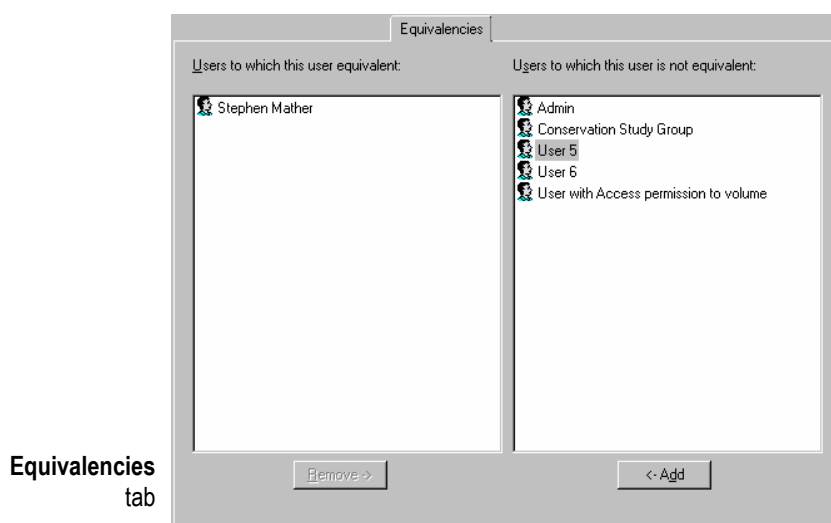 Equivalencies
Users to which this user equivalent:
Users to which this user is not equivalent:
Stephen Mather
Admin
Conservation Study Group
User 5
User 6
User with Access permission to volume
Remove ->
<- Add
Equivalencies
tab